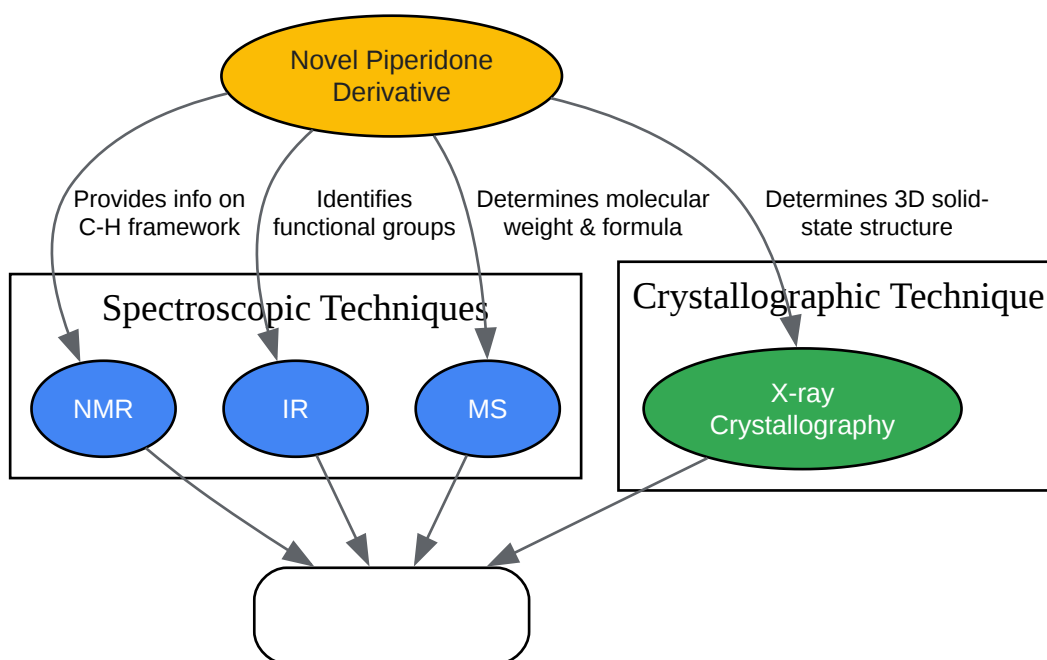 Novel Piperidone
Derivative
Provides info on
C-H framework
Identifies
functional groups
Determines molecular
weight & formula
Determines 3D solid-
state structure
Spectroscopic Techniques
Crystallographic Technique
NMR
IR
MS
X-ray
Crystallography